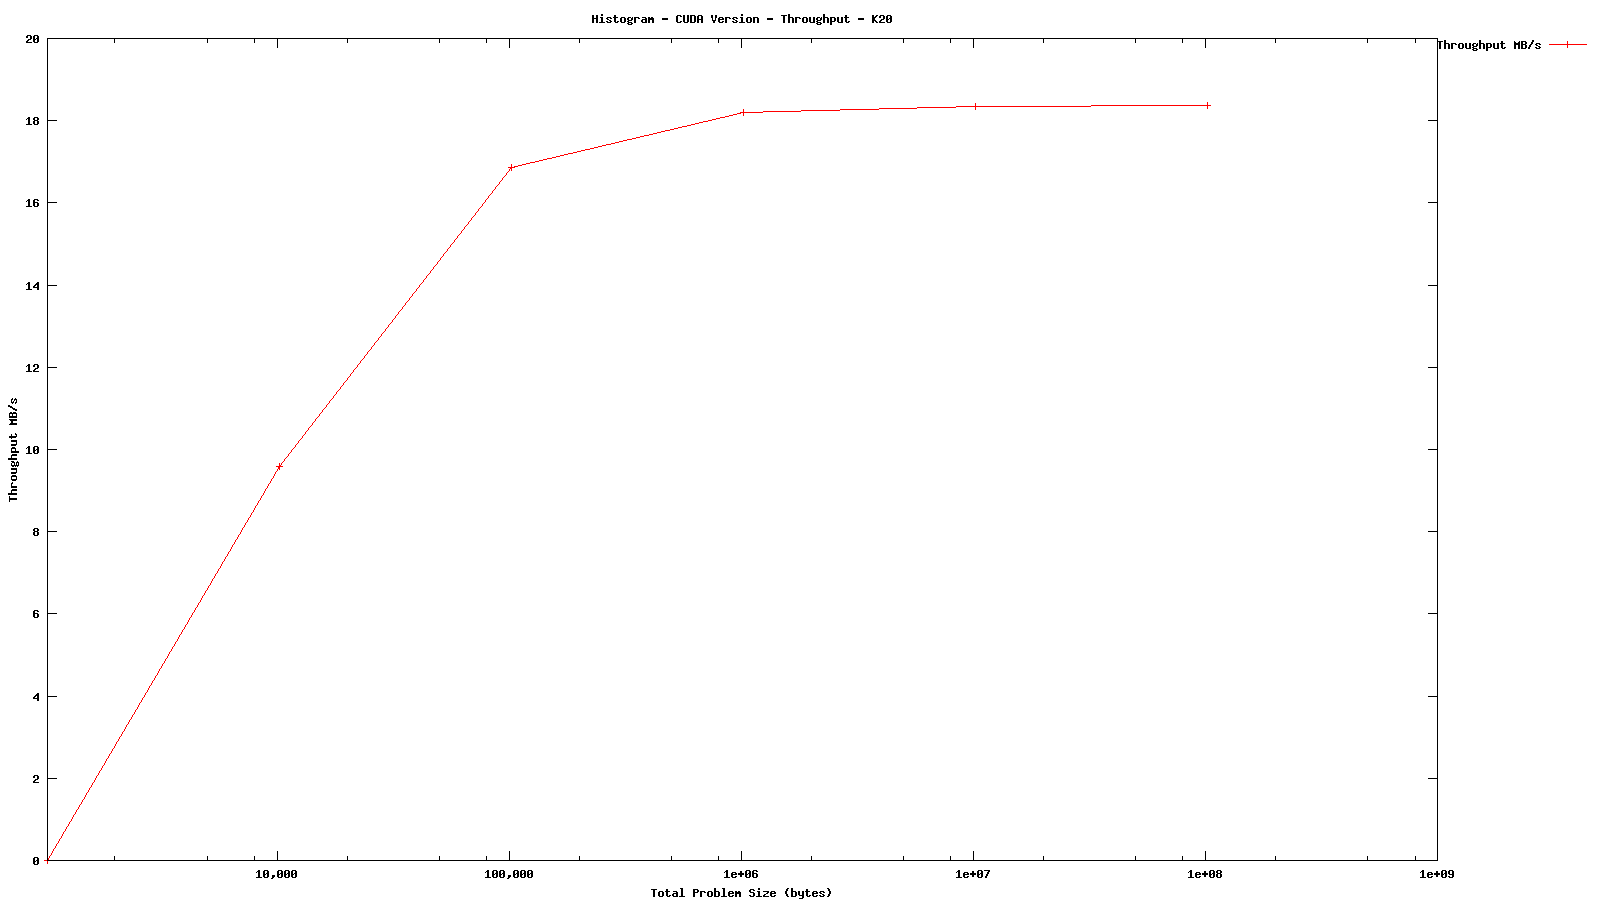 Histogram - CUDA Version - Throughput - K20
Throughput MB/s
20
18
16
14
12
10
8
6
4
2
0
Throughput MB/s
10,000
100,000
1e+06
1e+07
1e+08
1e+09
Total Problem Size (bytes)